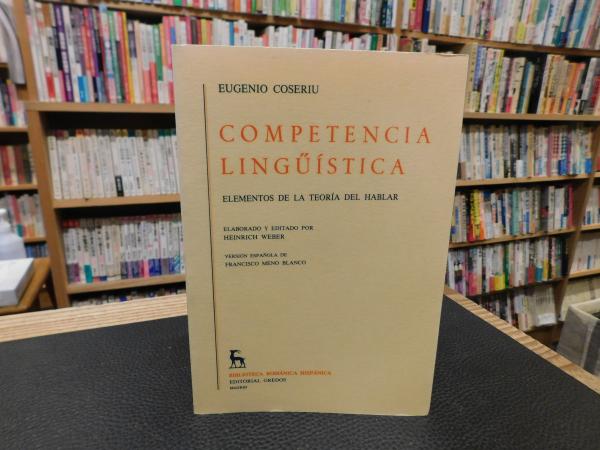 EUGENIO COSERIU
COMPETENCIA
LINGŰÍSTICA
ELEMENTOS DE LA TEORÍA DEL HABLAR
ELABORADO Y EDITADO POR
HEINRICH WEBER
VERSIÓN ESPAÑOLA DE
FRANCISCO MENO BLANCO
BIBLIOTECA ROMÁNICA HISPÁNICA
EDITORIAL GREDOS
MADRID